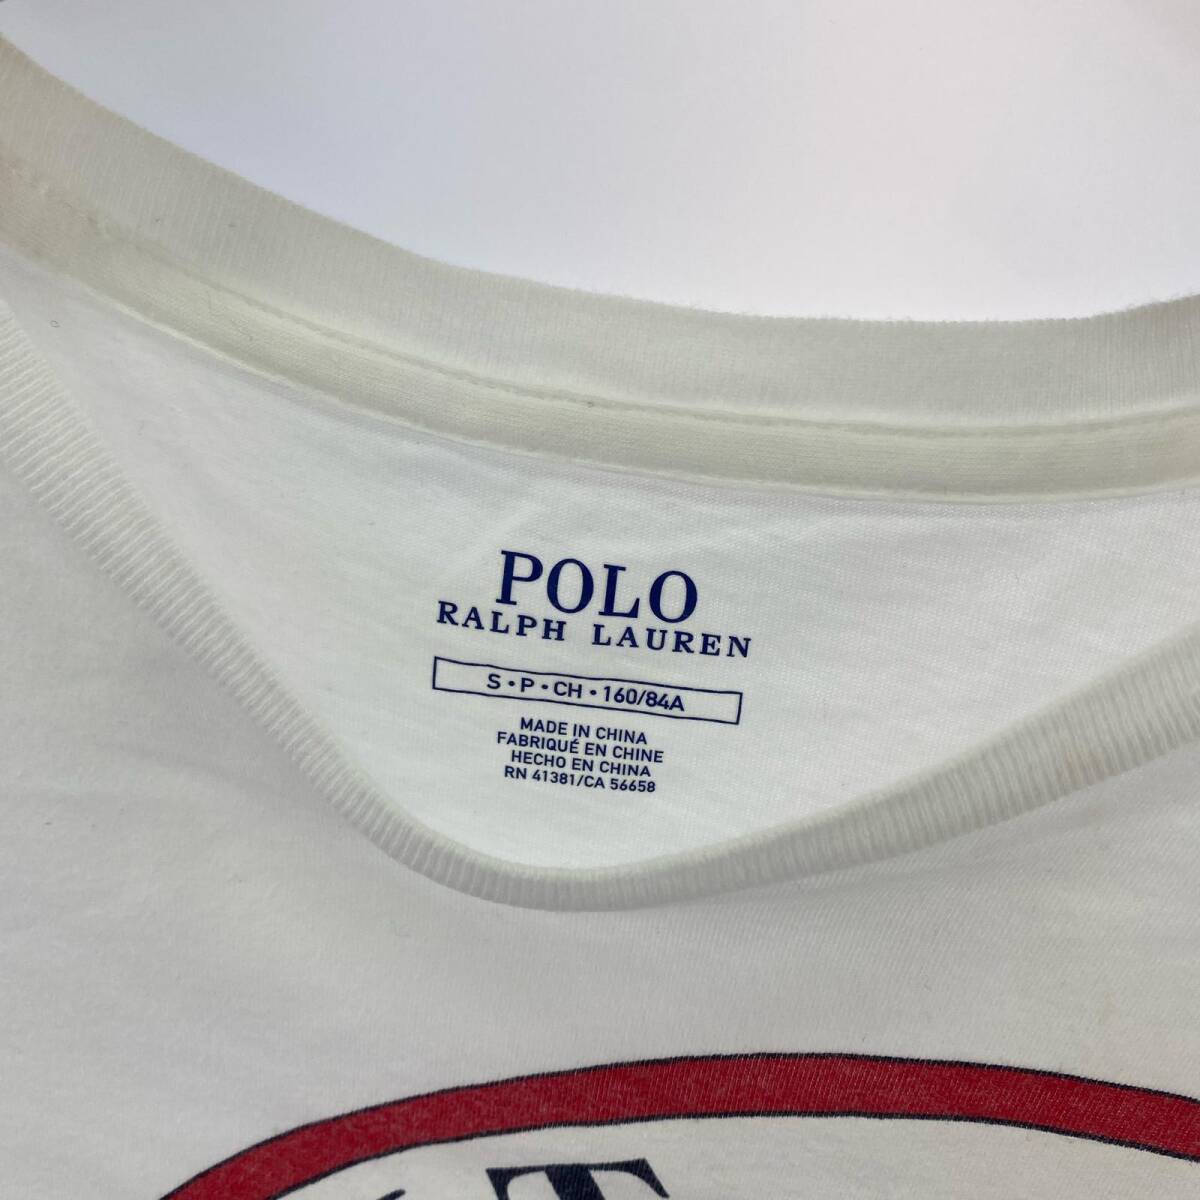 POLO
RALPH LAUREN
S • P • CH • 160/84A
MADE IN CHINA
FABRIQUÉ EN CHINE
HECHO EN CHINA
RN 41381/CA 56658